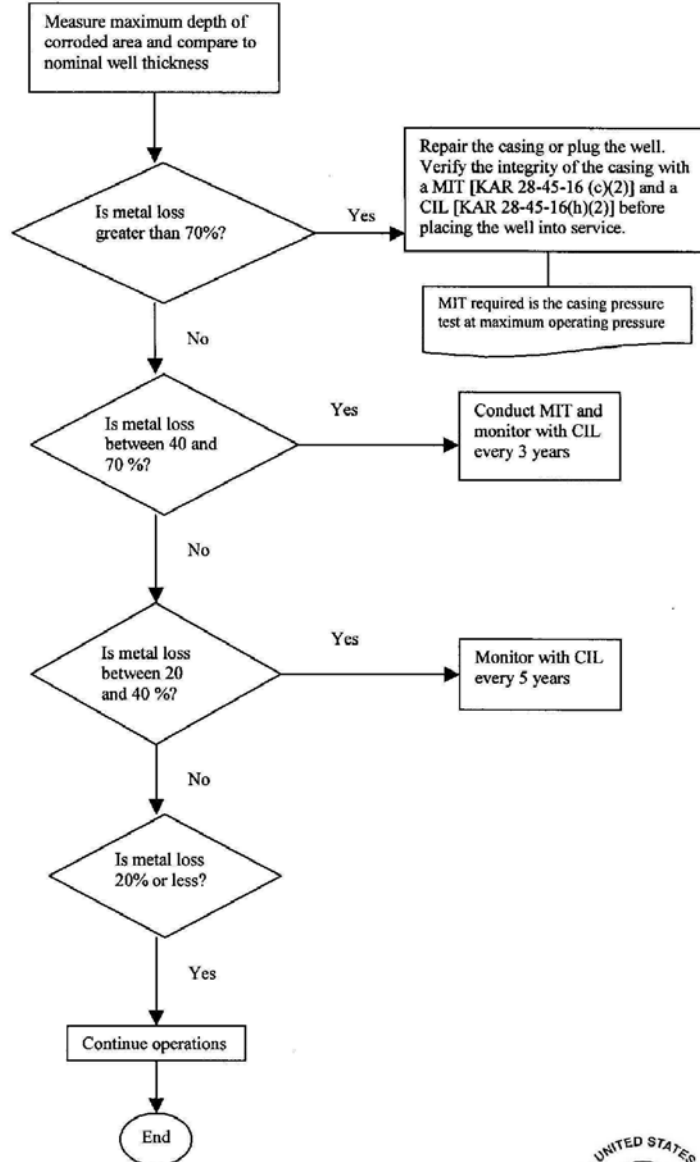 Measure maximum depth of
corroded area and compare to
nominal well thickness
Is metal loss
greater than 70%?
Yes
Repair the casing or plug the well.
Verify the integrity of the casing with
a MIT [KAR 28-45-16 (c)(2)] and a
CIL [KAR 28-45-16(h)(2)] before
placing the well into service.
MIT required is the casing pressure
test at maximum operating pressure
No
Is metal loss
between 40 and
70 %?
Yes
Conduct MIT and
monitor with CIL
every 3 years
No
Is metal loss
between 20
and 40 %?
Yes
Monitor with CIL
every 5 years
No
Is metal loss
20% or less?
Yes
Continue operations
End
UNITED STATES